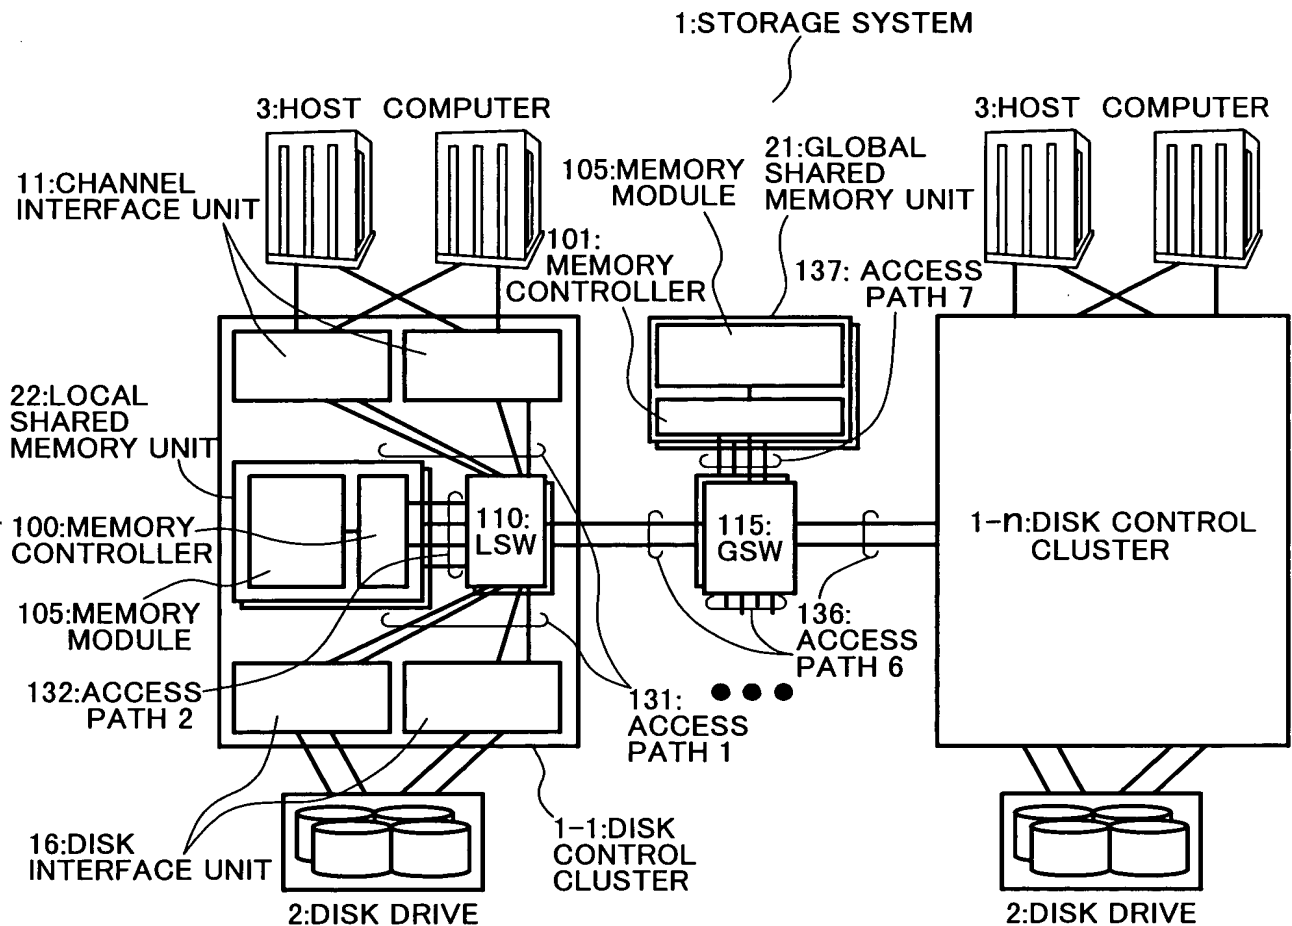 1:STORAGE SYSTEM
3:HOST COMPUTER
3:HOST COMPUTER
11:CHANNEL
INTERFACE UNIT
105:MEMORY
MODULE
21:GLOBAL
SHARED
MEMORY UNIT
101:
MEMORY
CONTROLLER
137: ACCESS
PATH 7
22:LOCAL
SHARED
MEMORY UNIT
100:MEMORY
CONTROLLER
110:
LSW
115:
GSW
1-n:DISK CONTROL
CLUSTER
105:MEMORY
MODULE
136:
ACCESS
PATH 6
132:ACCESS
PATH 2
131:
ACCESS
PATH 1
16:DISK
INTERFACE UNIT
1-1:DISK
CONTROL
CLUSTER
2:DISK DRIVE
2:DISK DRIVE